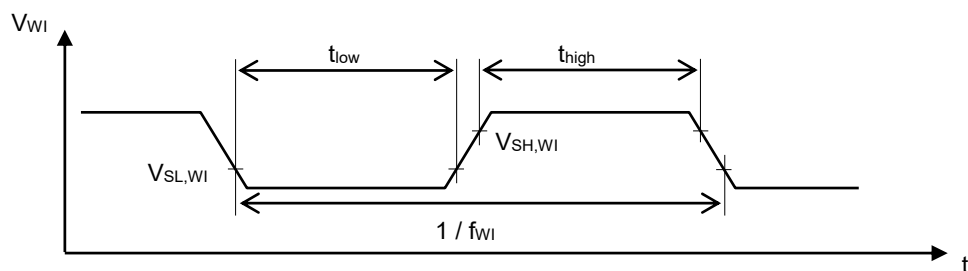 VWI
tlow
thigh
VSH,WI
VSL,WI
1 / fWI
t